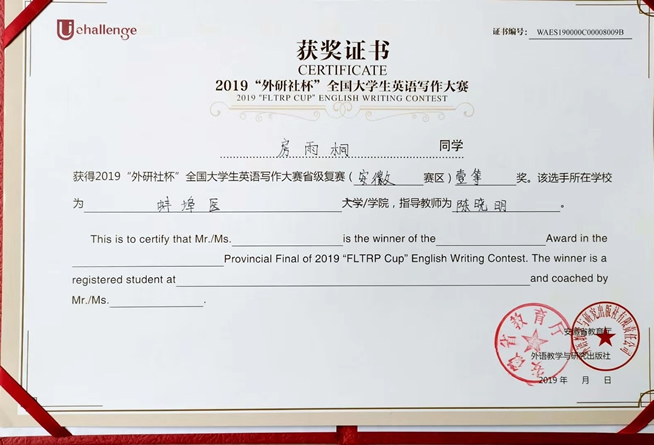 Uchallenge
证书编号： WAES190000C00008009B
获奖证书
CERTIFICATE
2019“外研社杯”全国大学生英语写作大赛
2019 "FLTRP CUP" ENGLISH WRITING CONTEST
房雨桐 同学
获得2019“外研社杯”全国大学生英语写作大赛省级复赛（安徽 赛区）壹等 奖。该选手所在学校
为 蚌埠医 大学/学院，指导教师为 陈晓明 。
This is to certify that Mr./Ms. is the winner of the Award in the
Provincial Final of 2019 “FLTRP Cup” English Writing Contest. The winner is a
registered student at and coached by
Mr./Ms. .
安徽省教育厅
安徽省教育厅
外语教学与研究出版社
2019 年 月 日